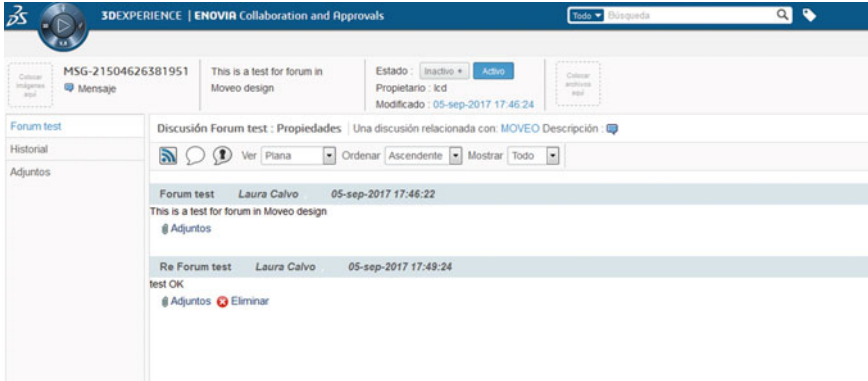 3DEXPERIENCE | ENOVIA Collaboration and Approvals
Todo Búsqueda
Colocar imágenes aquí
MSG-21504626381951
Mensaje
This is a test for forum in
Moveo design
Estado : Inactivo Activo
Propietario : lcd
Modificado : 05-sep-2017 17:46:24
Colocar archivos aquí
Forum test
Historial
Adjuntos
Discusión Forum test : Propiedades Una discusión relacionada con: MOVEO Descripción :
Ver Plana Ordenar Ascendente Mostrar Todo
Forum test Laura Calvo 05-sep-2017 17:46:22
This is a test for forum in Moveo design
Adjuntos
Re Forum test Laura Calvo 05-sep-2017 17:49:24
test OK
Adjuntos Eliminar